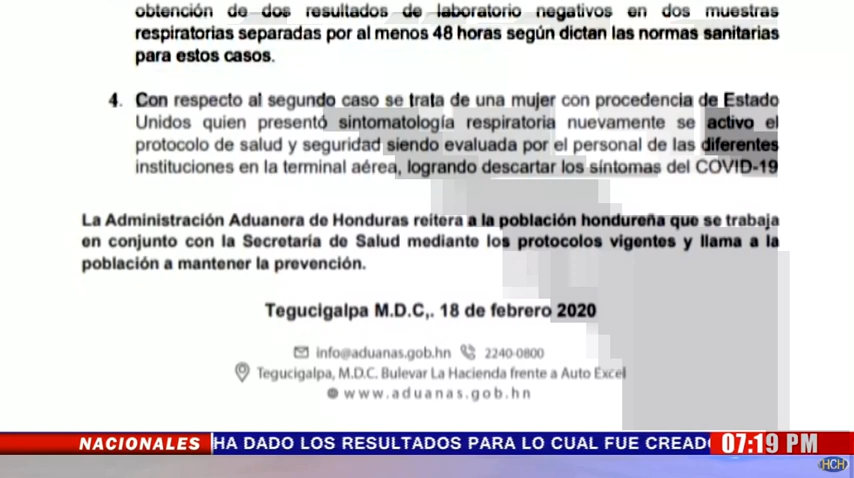 obtención de dos resultados de laboratorio negativos en dos muestras
respiratorias separadas por al menos 48 horas según dictan las normas sanitarias
para estos casos.
4. Con respecto al segundo caso se trata de una mujer con procedencia de Estado
Unidos quien presentó sintomatología respiratoria nuevamente se activo el
protocolo de salud y seguridad siendo evaluada por el personal de las diferentes
instituciones en la terminal aérea, logrando descartar los síntomas del COVID-19
La Administración Aduanera de Honduras reitera a la población hondureña que se trabaja
en conjunto con la Secretaria de Salud mediante los protocolos vigentes y llama a la
población a mantener la prevención.
Tegucigalpa M.D.C,. 18 de febrero 2020
info@aduanas.gob.hn 2240-0800
Tegucigalpa, M.D.C. Bulevar La Hacienda frente a Auto Excel
www.aduanas.gob.hn
NACIONALES HA DADO LOS RESULTADOS PARA LO CUAL FUE CREADO 07:19 PM
HCH